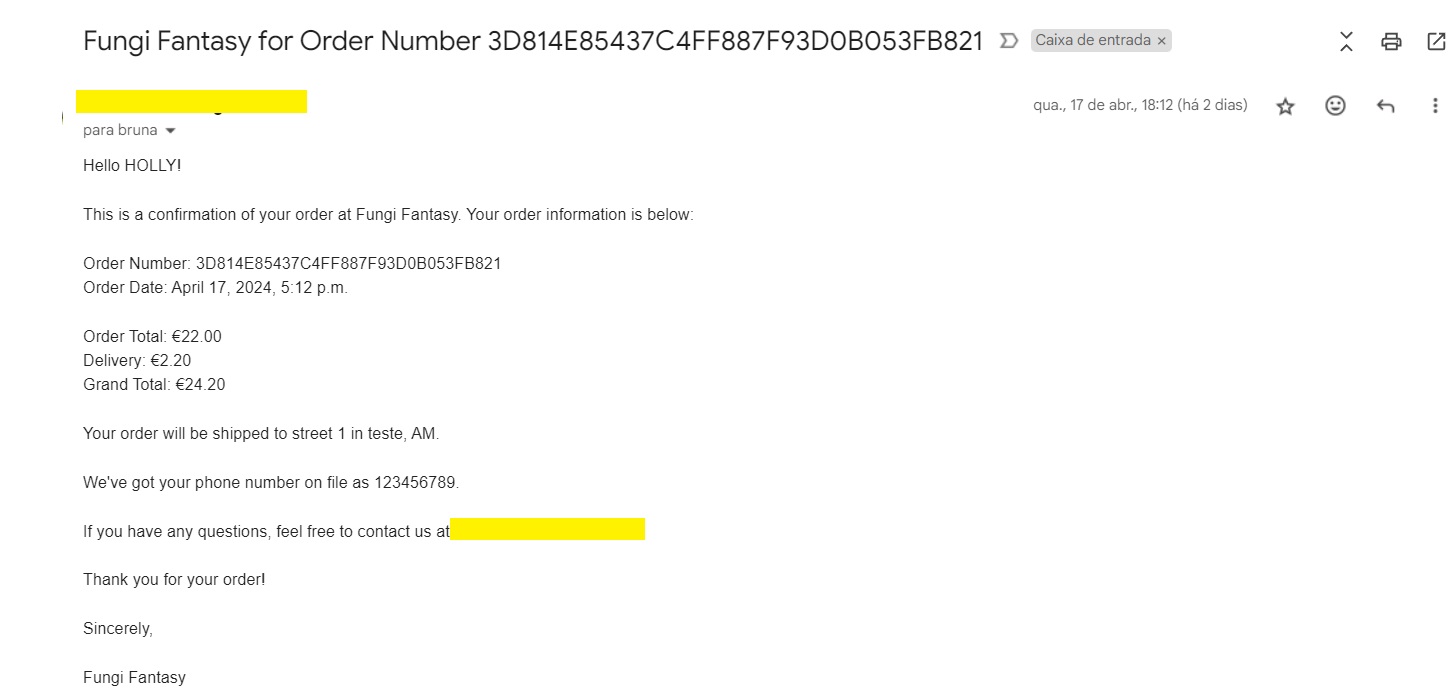 Fungi Fantasy for Order Number 3D814E85437C4FF887F93D0B053FB821 Caixa de entrada ×
qua., 17 de abr., 18:12 (há 2 dias)
para bruna
Hello HOLLY!
This is a confirmation of your order at Fungi Fantasy. Your order information is below:
Order Number: 3D814E85437C4FF887F93D0B053FB821
Order Date: April 17, 2024, 5:12 p.m.
Order Total: €22.00
Delivery: €2.20
Grand Total: €24.20
Your order will be shipped to street 1 in teste, AM.
We've got your phone number on file as 123456789.
If you have any questions, feel free to contact us at
Thank you for your order!
Sincerely,
Fungi Fantasy